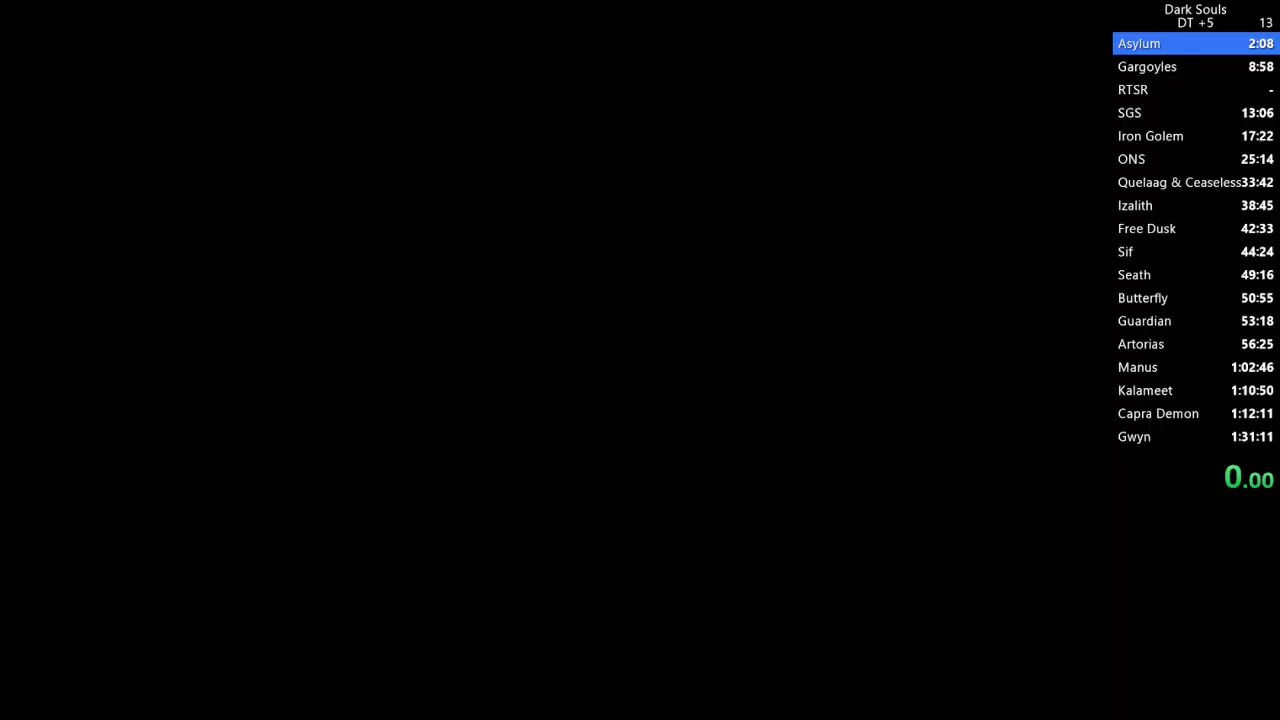 Dark Souls
DT +5 13
Asylum 2:08
Gargoyles 8:58
RTSR -
SGS 13:06
Iron Golem 17:22
ONS 25:14
Quelaag & Ceaseless 33:42
Izalith 38:45
Free Dusk 42:33
Sif 44:24
Seath 49:16
Butterfly 50:55
Guardian 53:18
Artorias 56:25
Manus 1:02:46
Kalameet 1:10:50
Capra Demon 1:12:11
Gwyn 1:31:11
0.00